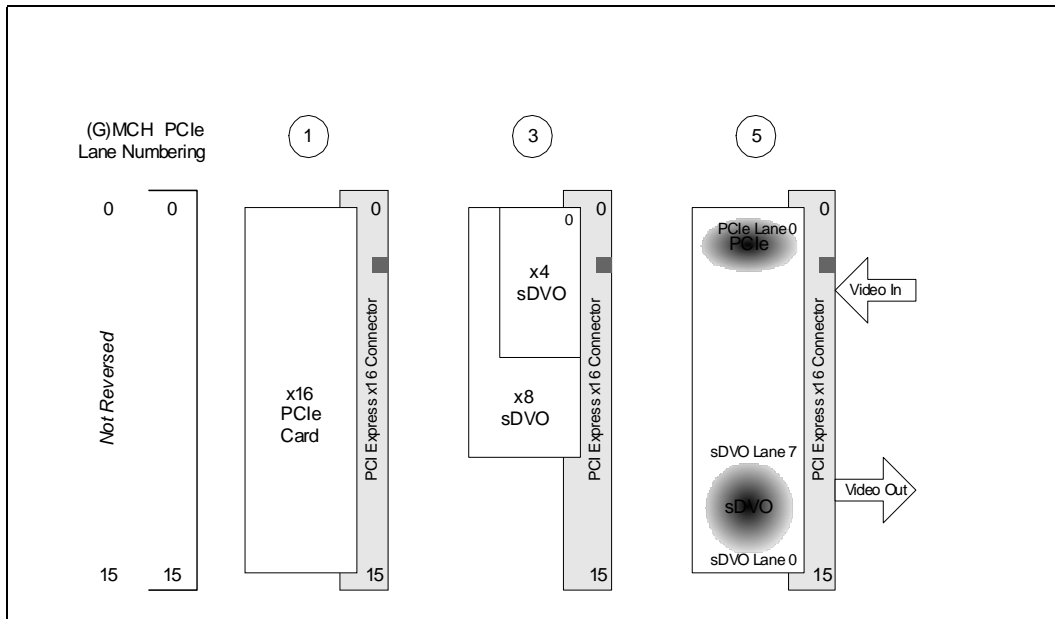 (G)MCH PCIe
Lane Numbering
1
3
5
0
0
Not Reversed
15
15
0
x16
PCIe
Card
PCI Express x16 Connector
15
0
0
x4
sDVO
x8
sDVO
PCI Express x16 Connector
15
PCIe Lane 0
PCIe
0
Video In
PCI Express x16 Connector
sDVO Lane 7
sDVO
Video Out
sDVO Lane 0
15